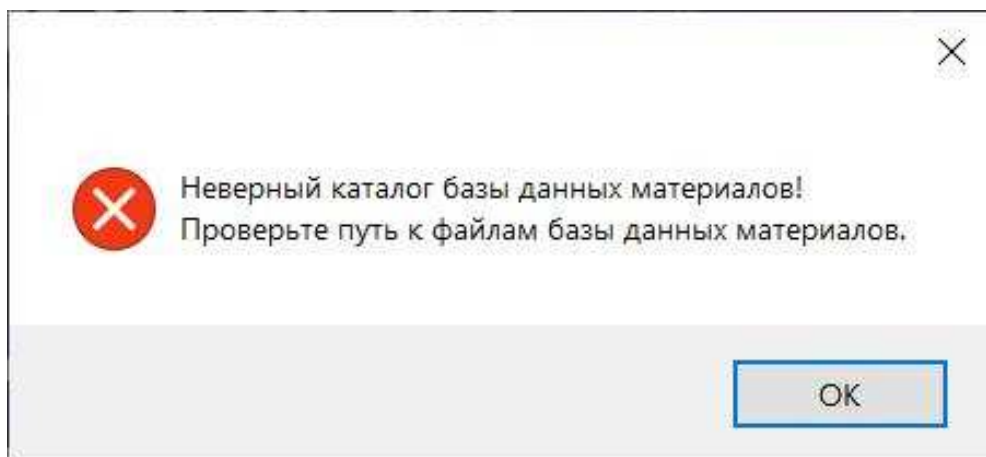 Неверный каталог базы данных материалов!
Проверьте путь к файлам базы данных материалов.
OK